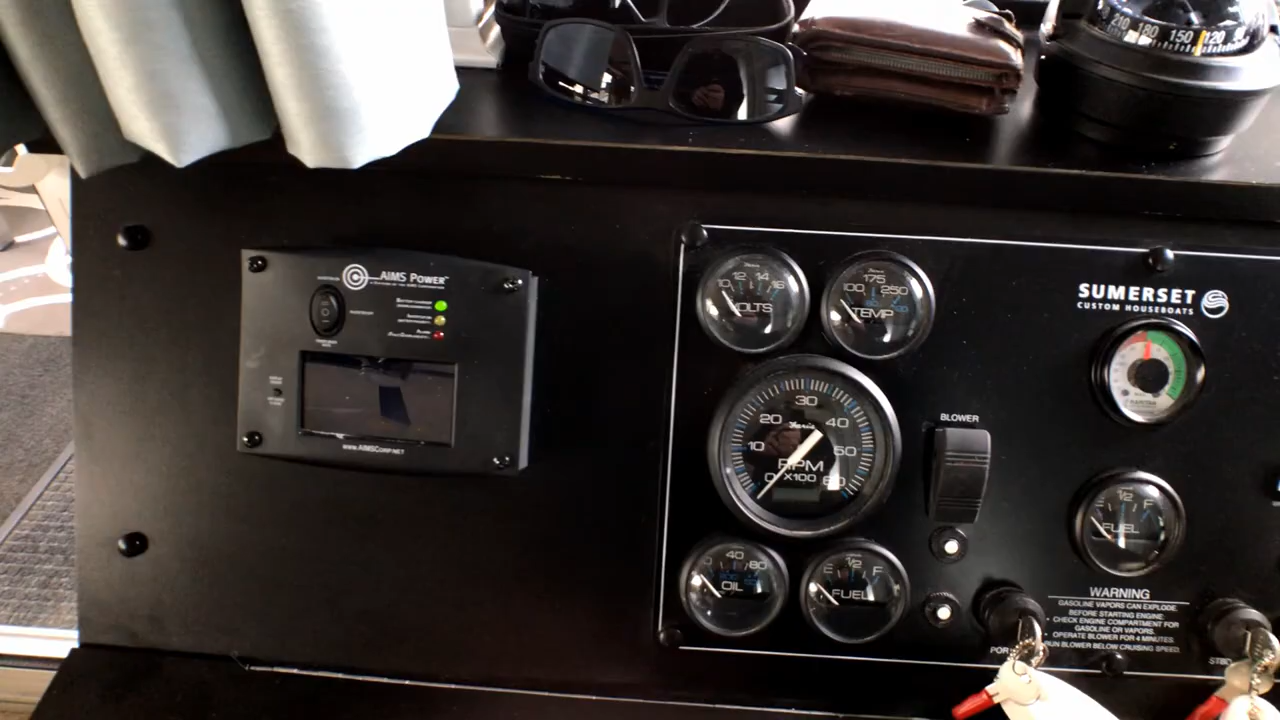 210 180 150 120
AIMS POWER
www.AIMSCORP.NET
10 12 14 16
VOLTS
100 175 250
TEMP
SUMERSET
CUSTOM HOUSEBOATS
10 20 30 40 50
RPM
0 X100 60
BLOWER
E 1/2 F
FUEL
40 80
OIL
E 1/2 F
FUEL
WARNING
GASOLINE VAPORS CAN EXPLODE.
BEFORE STARTING ENGINE:
CHECK ENGINE COMPARTMENT FOR
GASOLINE OR VAPORS.
OPERATE BLOWER FOR 4 MINUTES.
RUN BLOWER BELOW CRUISING SPEED.